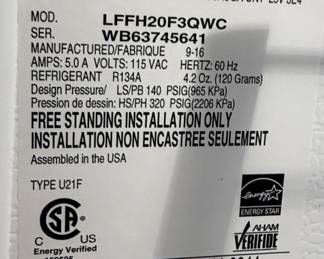 MOD. LFFH20F3QWC
SER. WB63745641
MANUFACTURED/FABRIQUE 9-16
AMPS: 5.0 A VOLTS: 115 VAC HERTZ: 60 Hz
REFRIGERANT R134A 4.2 Oz. (120 Grams)
Design Pressure/ LS/PB 140 PSIG(965 KPa)
Pression de dessin: HS/PH 320 PSIG(2206 KPa)
FREE STANDING INSTALLATION ONLY
INSTALLATION NON ENCASTREE SEULEMENT
Assembled in the USA
TYPE U21F
energy
ENERGY STAR
SA
C US
Energy Verified
AHAM
VERIFIDE